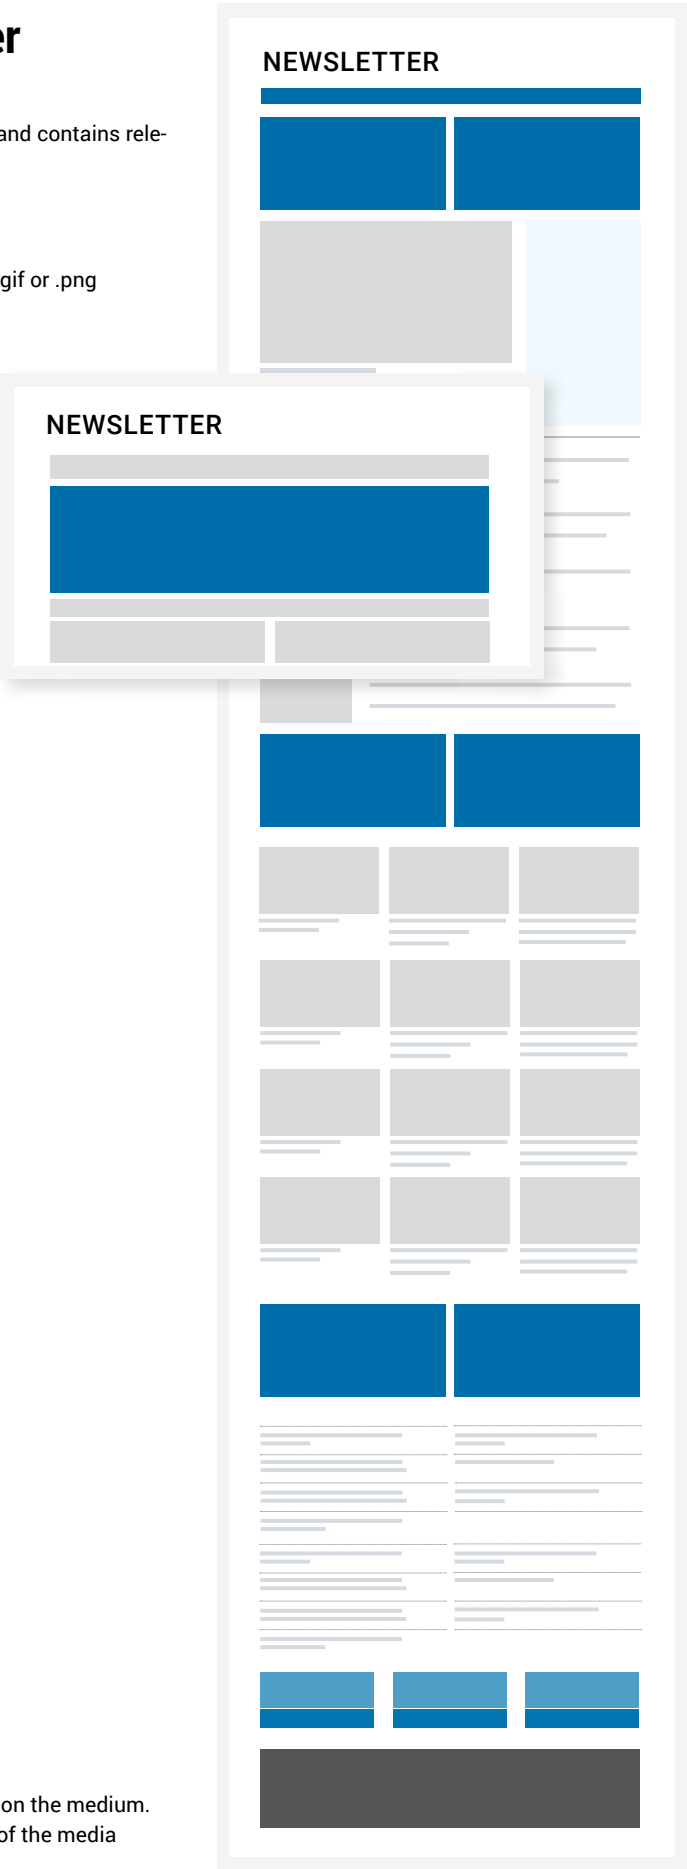 er
NEWSLETTER
and contains rele-
gif or .png
NEWSLETTER
on the medium.
of the media